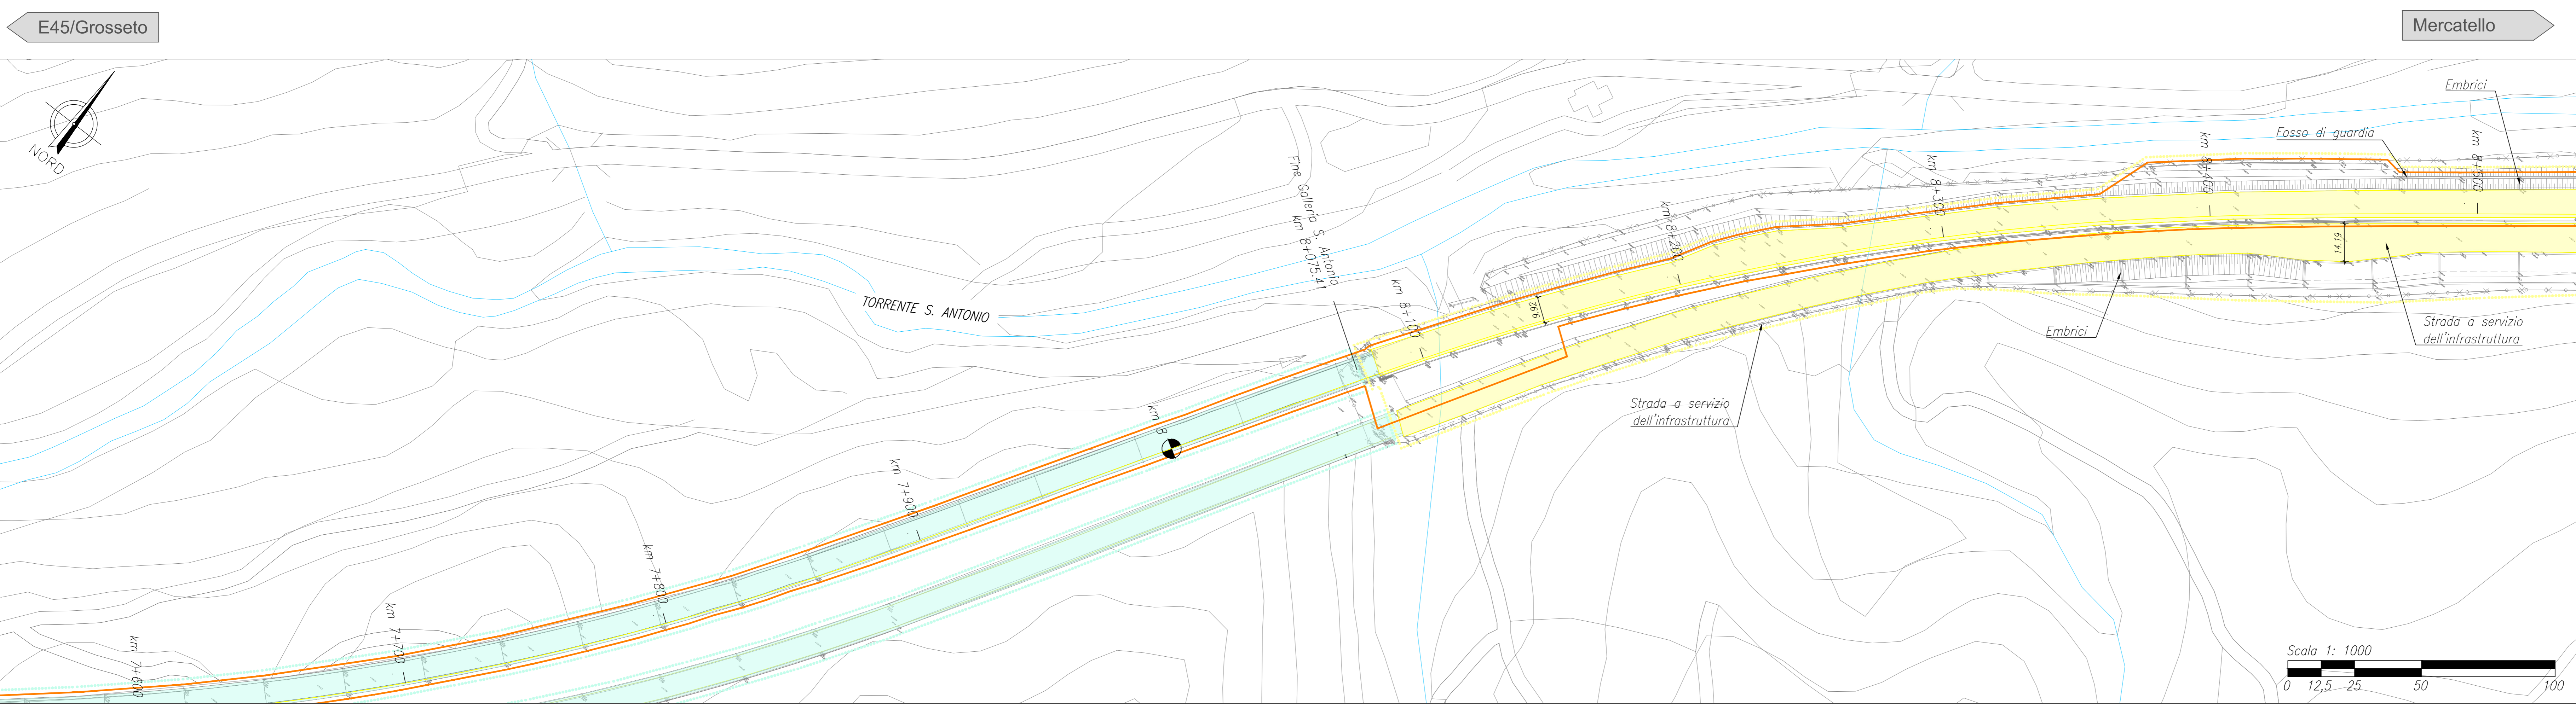 E45/Grosseto
Mercatello
NORD
TORRENTE S. ANTONIO
Fine Galleria S. Antonio
km 8+075.41
km 7+600
km 7+700
km 7+800
km 7+900
km 8
km 8+100
km 8+200
km 8+300
km 8+400
km 8+500
9.92
14.19
Embrici
Fosso di guardia
Embrici
Strada a servizio
dell'infrastruttura
Strada a servizio
dell'infrastruttura
Scala 1: 1000
0 12,5 25 50 100